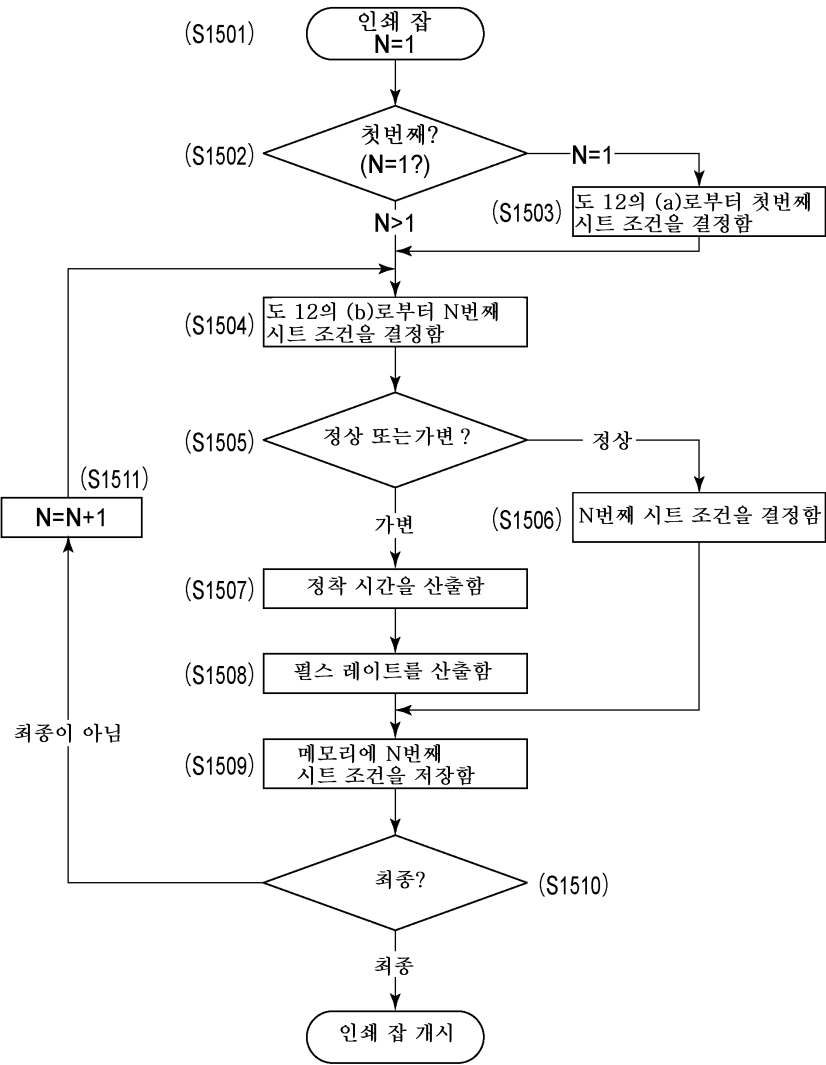 (S1501)
인쇄 잡
N=1
(S1502)
첫번째?
(N=1?)
N=1
(S1503)
도 12의 (a)로부터 첫번째
시트 조건을 결정함
N>1
(S1504)
도 12의 (b)로부터 N번째
시트 조건을 결정함
(S1505)
정상 또는가변 ?
정상
(S1511)
N=N+1
가변
(S1506)
N번째 시트 조건을 결정함
(S1507)
정착 시간을 산출함
(S1508)
펄스 레이트를 산출함
최종이 아님
(S1509)
메모리에 N번째
시트 조건을 저장함
최종?
(S1510)
최종
인쇄 잡 개시